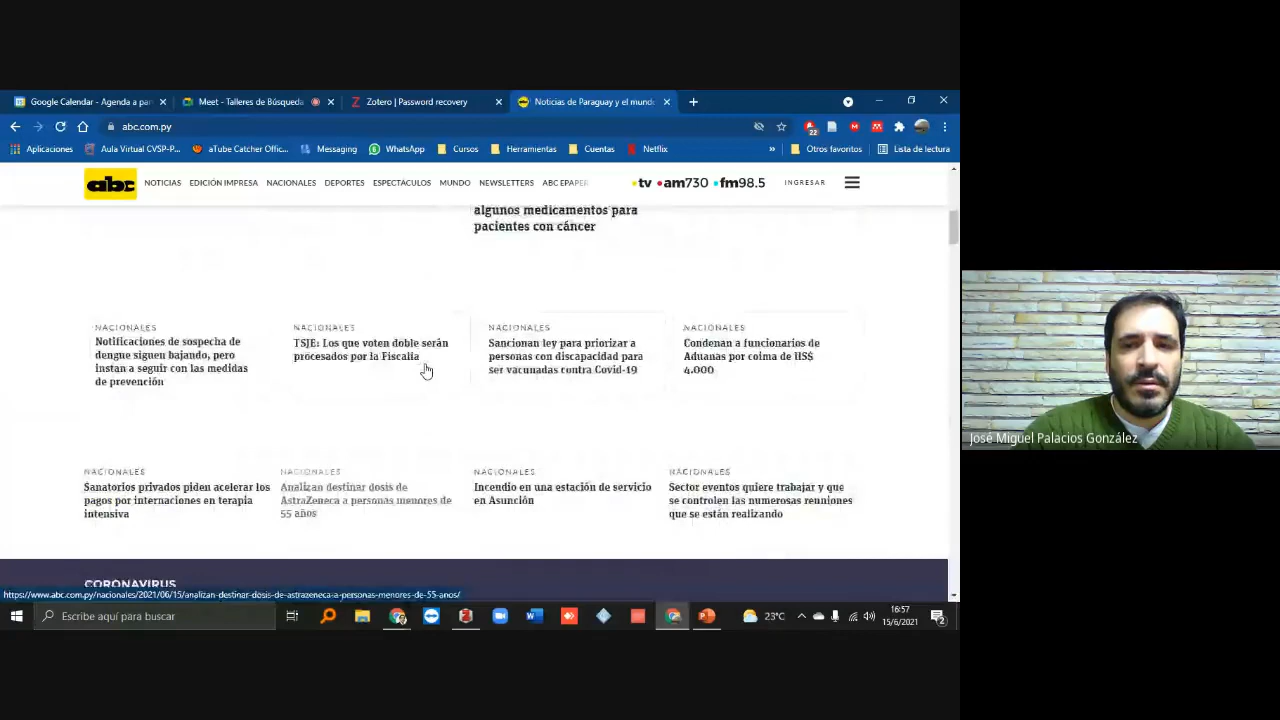 Google Calendar - Agenda a par
Meet - Talleres de Búsqueda
Zotero | Password recovery
Noticias de Paraguay y el mund
abc.com.py
22
Aplicaciones
Aula Virtual CVSP-P...
aTube Catcher Offic...
Messaging
WhatsApp
Cursos
Herramientas
Cuentas
Netflix
»
Otros favoritos
Lista de lectura
abc
NOTICIAS
EDICIÓN IMPRESA
NACIONALES
DEPORTES
ESPECTÁCULOS
MUNDO
NEWSLETTERS
ABC EPAPER
tv
am730
fm98.5
INGRESAR
algunos medicamentos para
pacientes con cáncer
NACIONALES
Notificaciones de sospecha de
dengue siguen bajando, pero
instan a seguir con las medidas
de prevención
NACIONALES
TSJE: Los que voten doble serán
procesados por la Fiscalía
NACIONALES
Sancionan ley para priorizar a
personas con discapacidad para
ser vacunadas contra Covid-19
NACIONALES
Condenan a funcionarios de
Aduanas por coima de US$
4.000
NACIONALES
Sanatorios privados piden acelerar los
pagos por internaciones en terapia
intensiva
NACIONALES
Analizan destinar dosis de
AstraZeneca a personas menores de
55 años
NACIONALES
Incendio en una estación de servicio
en Asunción
NACIONALES
Sector eventos quiere trabajar y que
se controlen las numerosas reuniones
que se están realizando
CORONAVIRUS
https://www.abc.com.py/nacionales/2021/06/15/analizan-destinar-dosis-de-astrazeneca-a-personas-menores-de-55-anos/
Escribe aquí para buscar
23°C
16:57
15/6/2021
2
José Miguel Palacios González